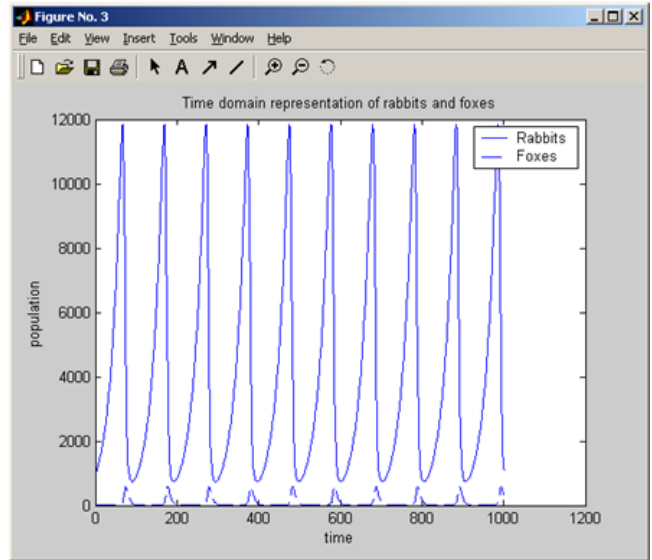 Figure No. 3
File Edit View Insert Tools Window Help
A
Time domain representation of rabbits and foxes
12000
10000
8000
6000
4000
2000
0
population
Rabbits
Foxes
0 200 400 600 800 1000 1200
time